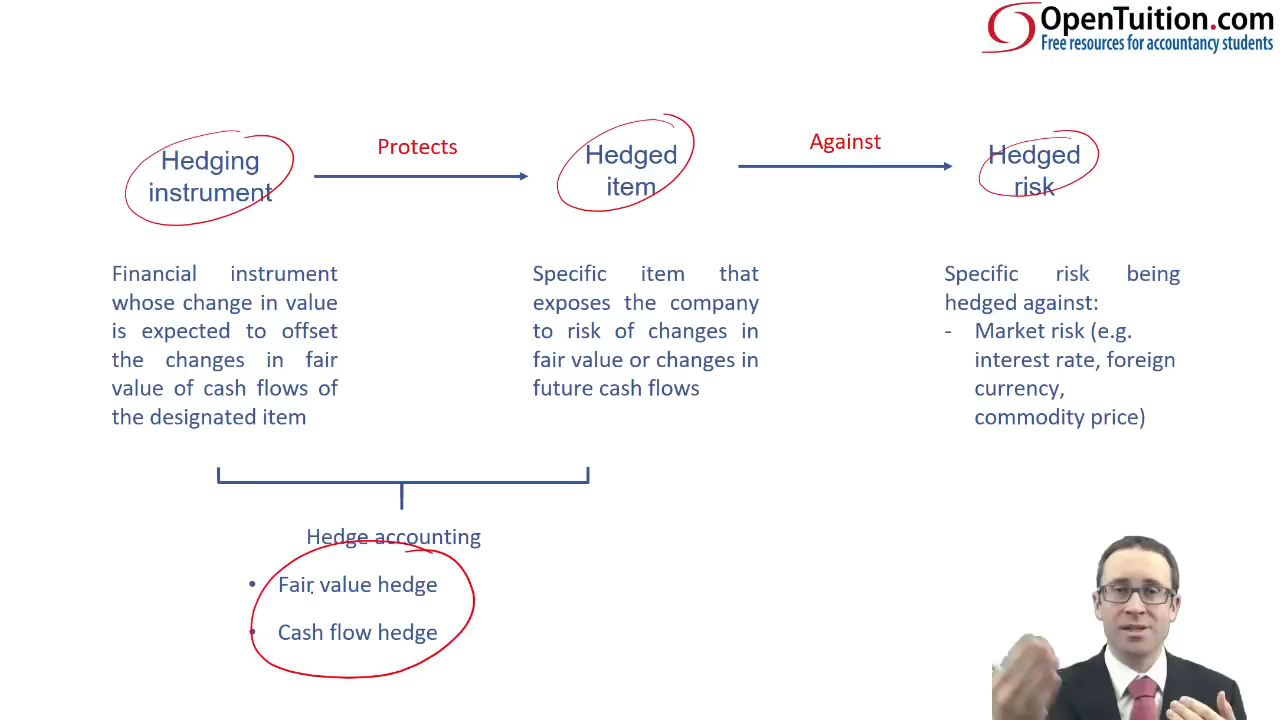 OpenTuition.com
Free resources for accountancy students
Hedging
instrument
Protects
Hedged
item
Against
Hedged
risk
Financial instrument
whose change in value
is expected to offset
the changes in fair
value of cash flows of
the designated item
Specific item that
exposes the company
to risk of changes in
fair value or changes in
future cash flows
Specific risk being
hedged against:
- Market risk (e.g.
interest rate, foreign
currency,
commodity price)
Hedge accounting
• Fair value hedge
• Cash flow hedge